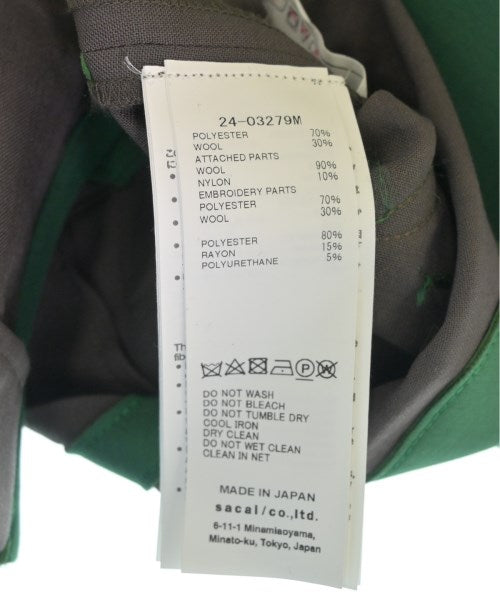 24-03279M
POLYESTER 70%
WOOL 30%
ATTACHED PARTS
WOOL 90%
NYLON 10%
EMBROIDERY PARTS
POLYESTER 70%
WOOL 30%
POLYESTER 80%
RAYON 15%
POLYURETHANE 5%
P W
DO NOT WASH
DO NOT BLEACH
DO NOT TUMBLE DRY
COOL IRON
DRY CLEAN
DO NOT WET CLEAN
CLEAN IN NET
MADE IN JAPAN
sacai/co.,ltd.
6-11-1 Minamiaoyama,
Minato-ku, Tokyo, Japan
Th
fib